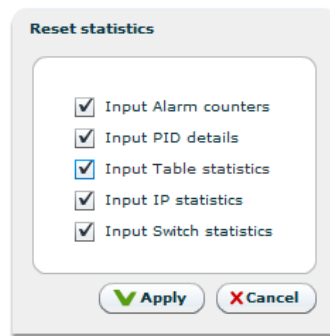 Reset statistics
Input Alarm counters
Input PID details
Input Table statistics
Input IP statistics
Input Switch statistics
Apply Cancel